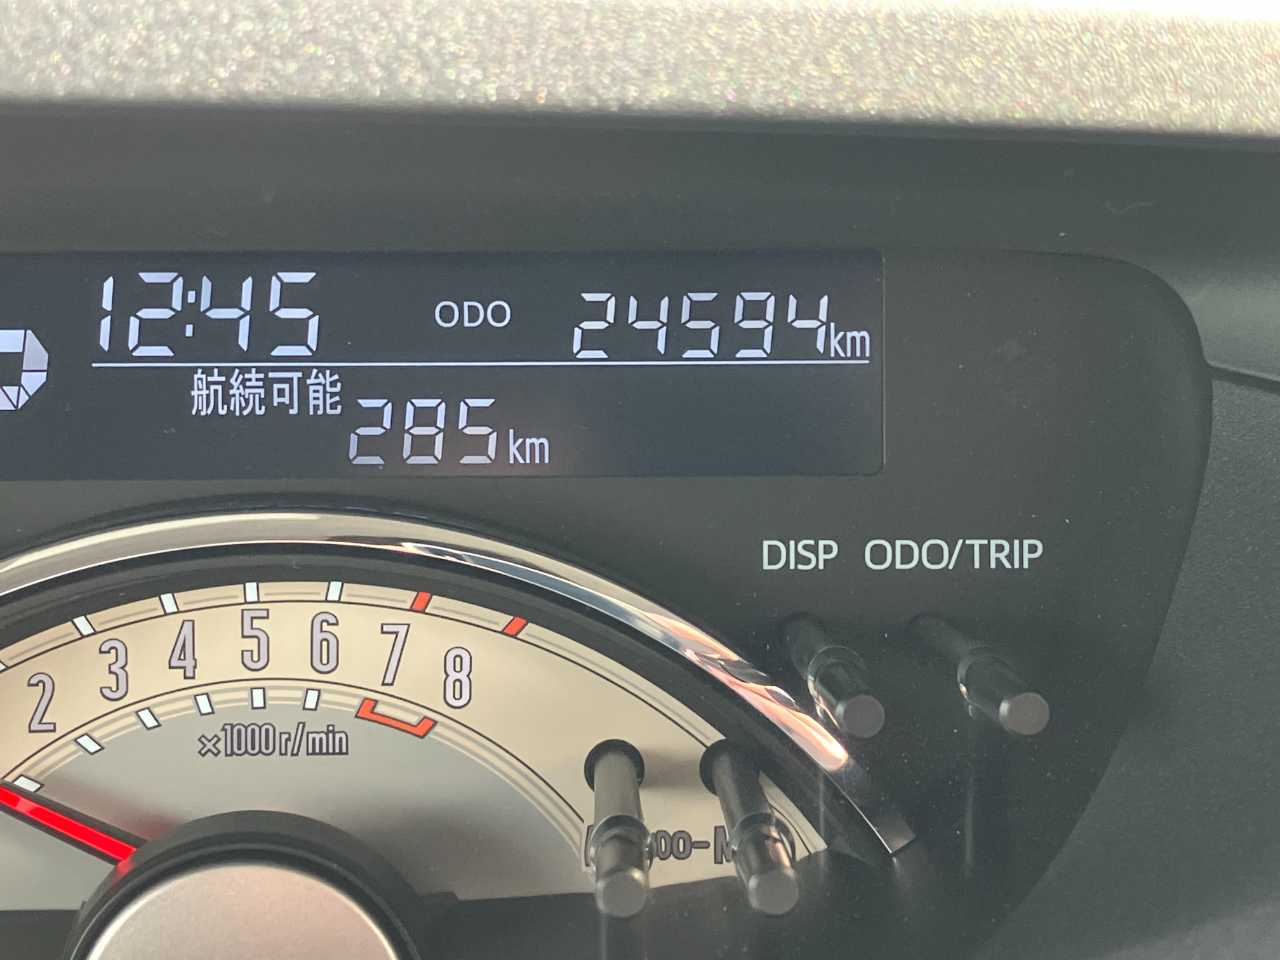 12:45 ODO 24594km
航続可能 285km
DISP ODO/TRIP
2 3 4 5 6 7 8
×1000r/min